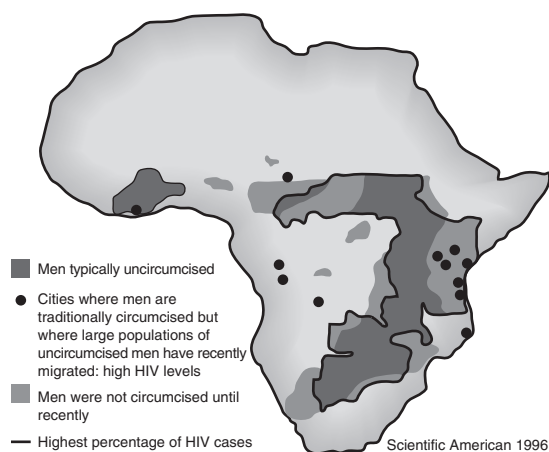 Men typically uncircumcised
Cities where men are
traditionally circumcised but
where large populations of
uncircumcised men have recently
migrated: high HIV levels
Men were not circumcised until
recently
Highest percentage of HIV cases
Scientific American 1996